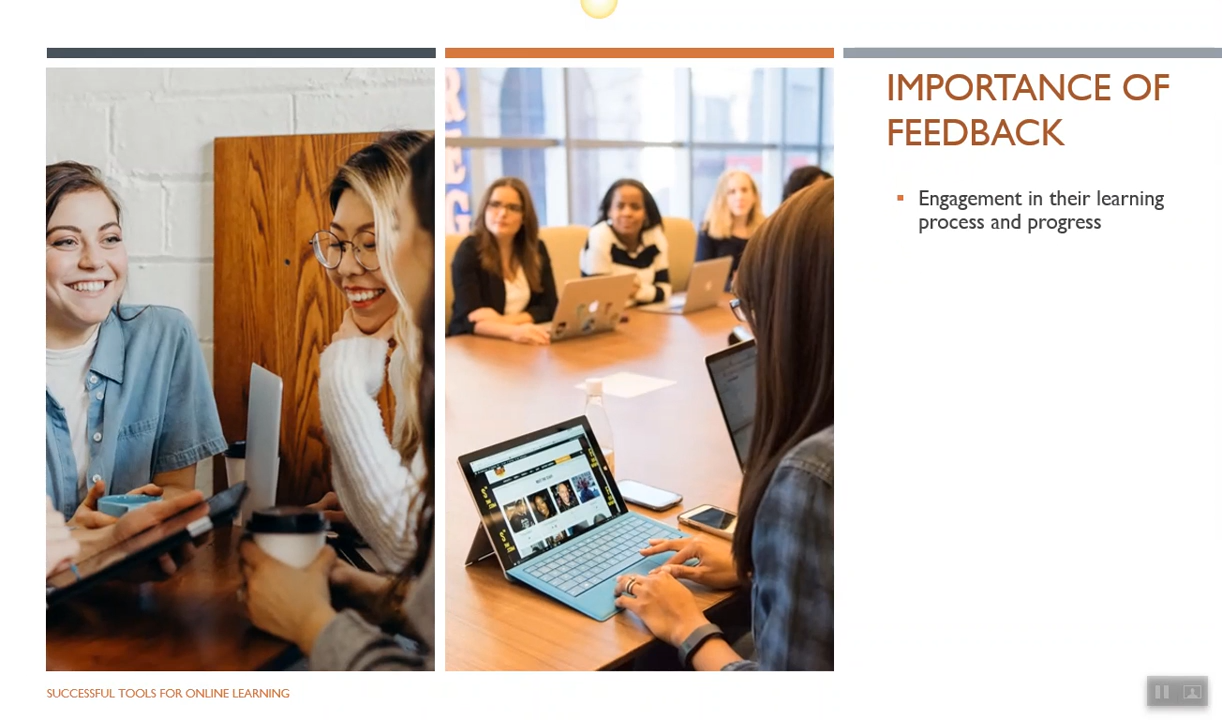 IMPORTANCE OF
FEEDBACK
Engagement in their learning
process and progress
SUCCESSFUL TOOLS FOR ONLINE LEARNING